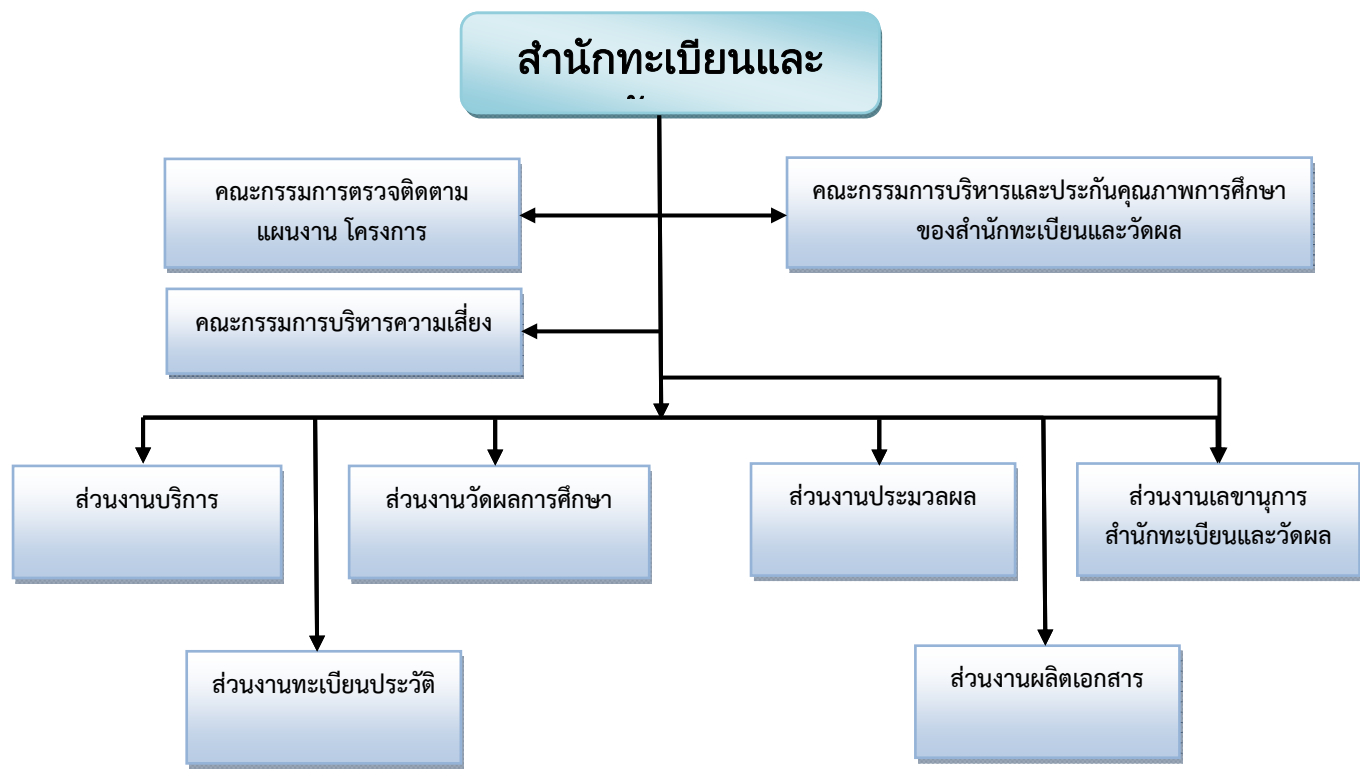 สำนักทะเบียนและ
คณะกรรมการตรวจติดตาม
แผนงาน โครงการ
คณะกรรมการบริหารและประกันคุณภาพการศึกษา
ของสำนักทะเบียนและวัดผล
คณะกรรมการบริหารความเสี่ยง
ส่วนงานบริการ
ส่วนงานวัดผลการศึกษา
ส่วนงานประมวลผล
ส่วนงานเลขานุการ
สำนักทะเบียนและวัดผล
ส่วนงานทะเบียนประวัติ
ส่วนงานผลิตเอกสาร